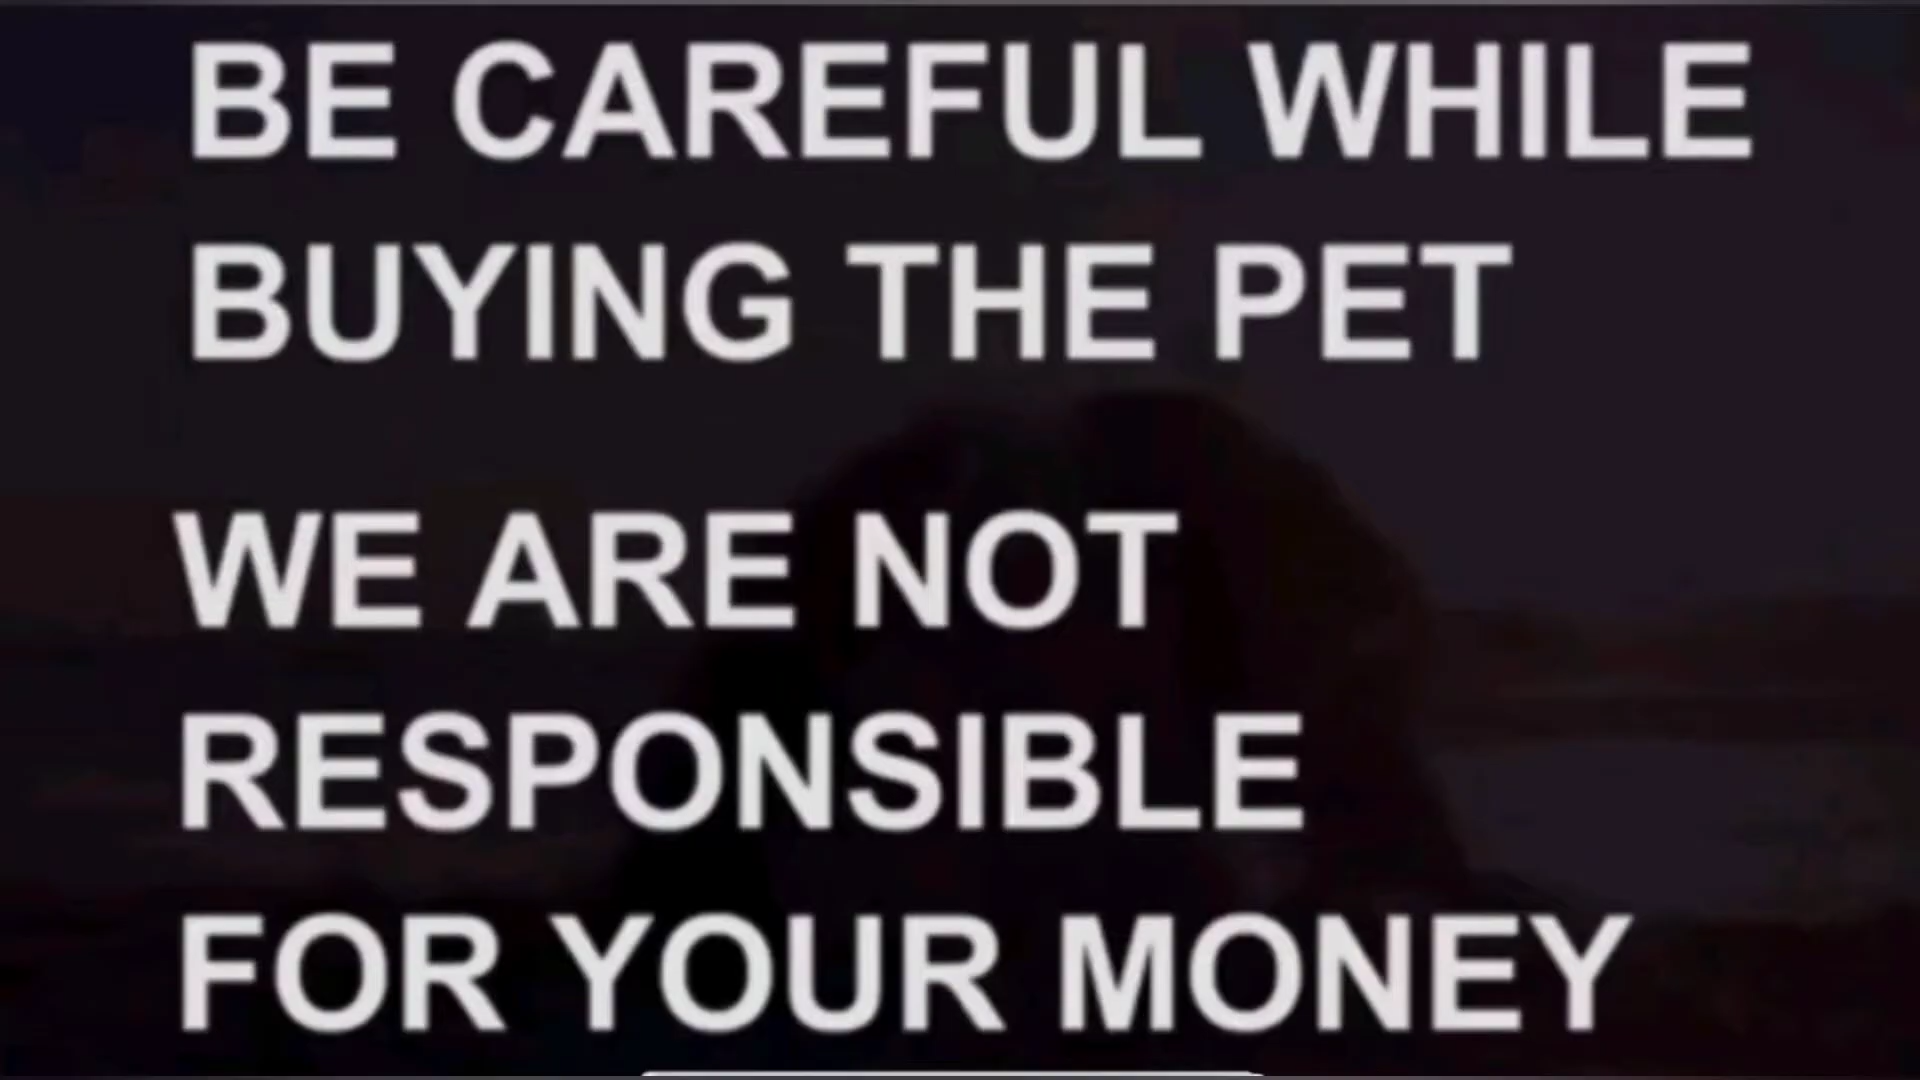 BE CAREFUL WHILE
BUYING THE PET
WE ARE NOT
RESPONSIBLE
FOR YOUR MONEY